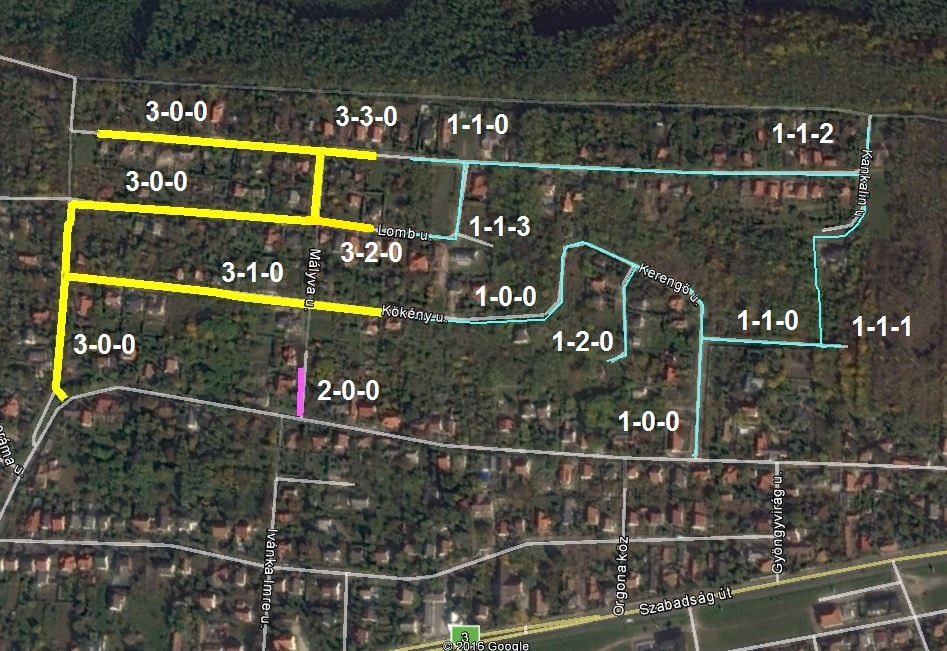 3-0-0
3-3-0
1-1-0
1-1-2
3-0-0
Kankalin u.
Lomb u.
1-1-3
3-2-0
Mályva u.
3-1-0
Kerengő u.
1-0-0
Kökény u.
1-1-0
1-1-1
3-0-0
1-2-0
2-0-0
1-0-0
ráma u.
Ivanka Imre u.
Orgona köz
Gyöngyvirág u.
Szabadság út
3
© 2016 Google